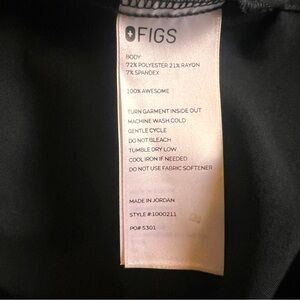 FIGS
BODY
72% POLYESTER 21% RAYON
7% SPANDEX
100% AWESOME
TURN GARMENT INSIDE OUT
MACHINE WASH COLD
GENTLE CYCLE
DO NOT BLEACH
TUMBLE DRY LOW
COOL IRON IF NEEDED
DO NOT USE FABRIC SOFTENER
MADE IN JORDAN
STYLE #:1000211
PO# 5301